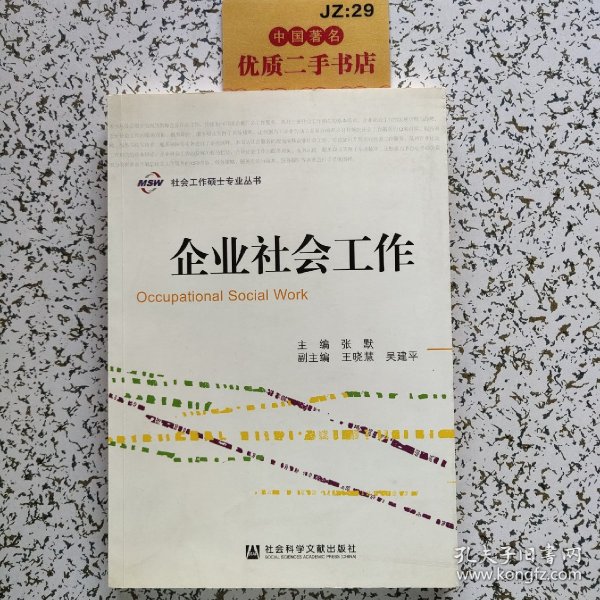 JZ:29
中国著名
优质二手书店
MSW 社会工作硕士专业丛书
企业社会工作
Occupational Social Work
主 编 张 默
副主编 王晓慧 吴建平
社会科学文献出版社
SOCIAL SCIENCES ACADEMIC PRESS (CHINA)
孔夫子旧书网
kongfz.com